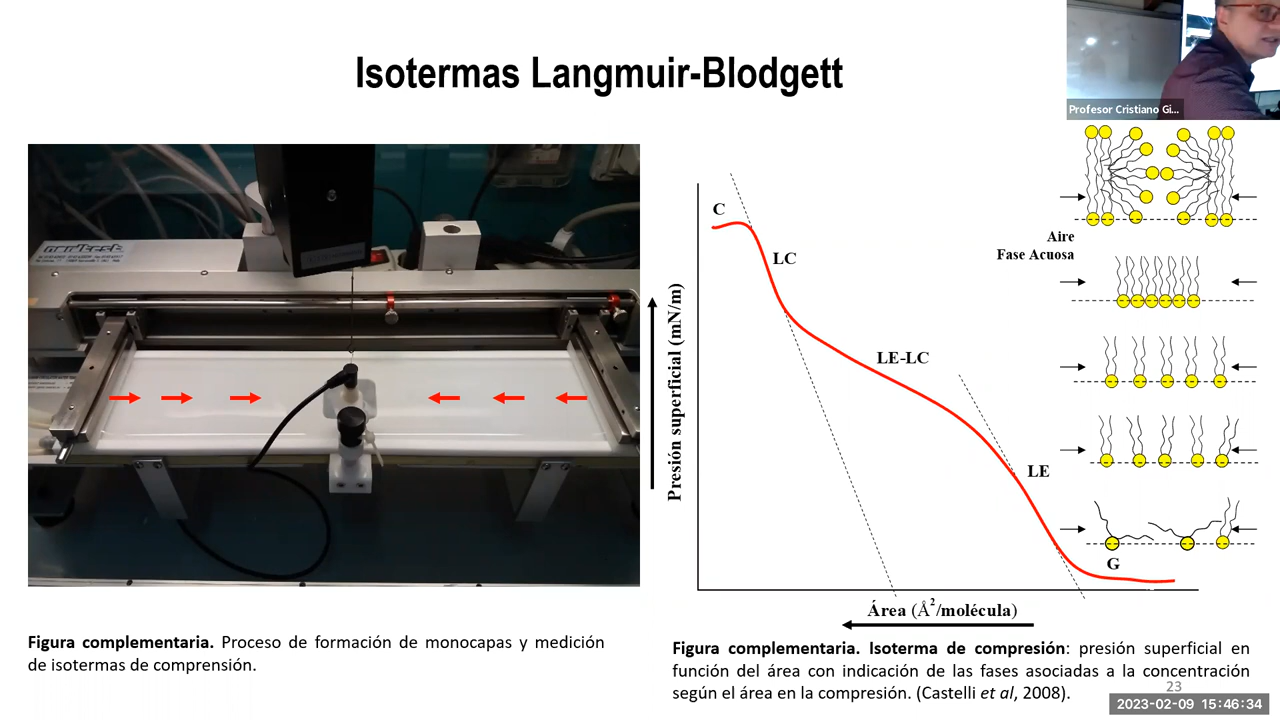 Isotermas Langmuir-Blodgett
Profesor Cristiano Gi...
C
LC
LE-LC
LE
G
Presión superficial (mN/m)
Área (Å²/molécula)
Aire
Fase Acuosa
Figura complementaria. Proceso de formación de monocapas y medición
de isotermas de comprensión.
Figura complementaria. Isoterma de compresión: presión superficial en
función del área con indicación de las fases asociadas a la concentración
según el área en la compresión. (Castelli et al, 2008).
23
2023-02-09 15:46:34